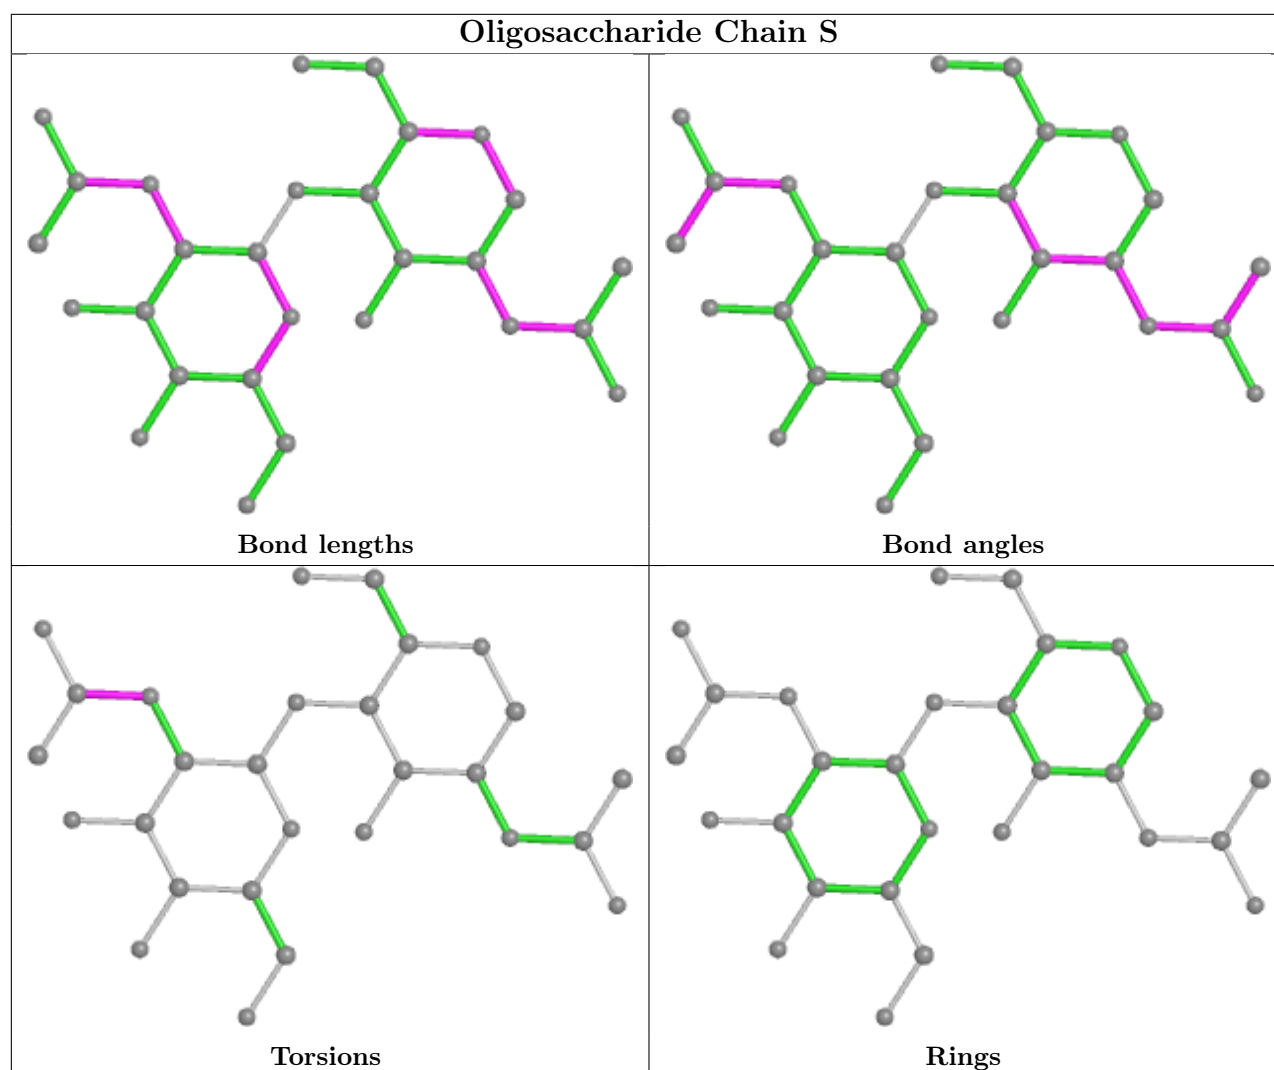 Oligosaccharide Chain S
Bond lengths
Bond angles
Torsions
Rings